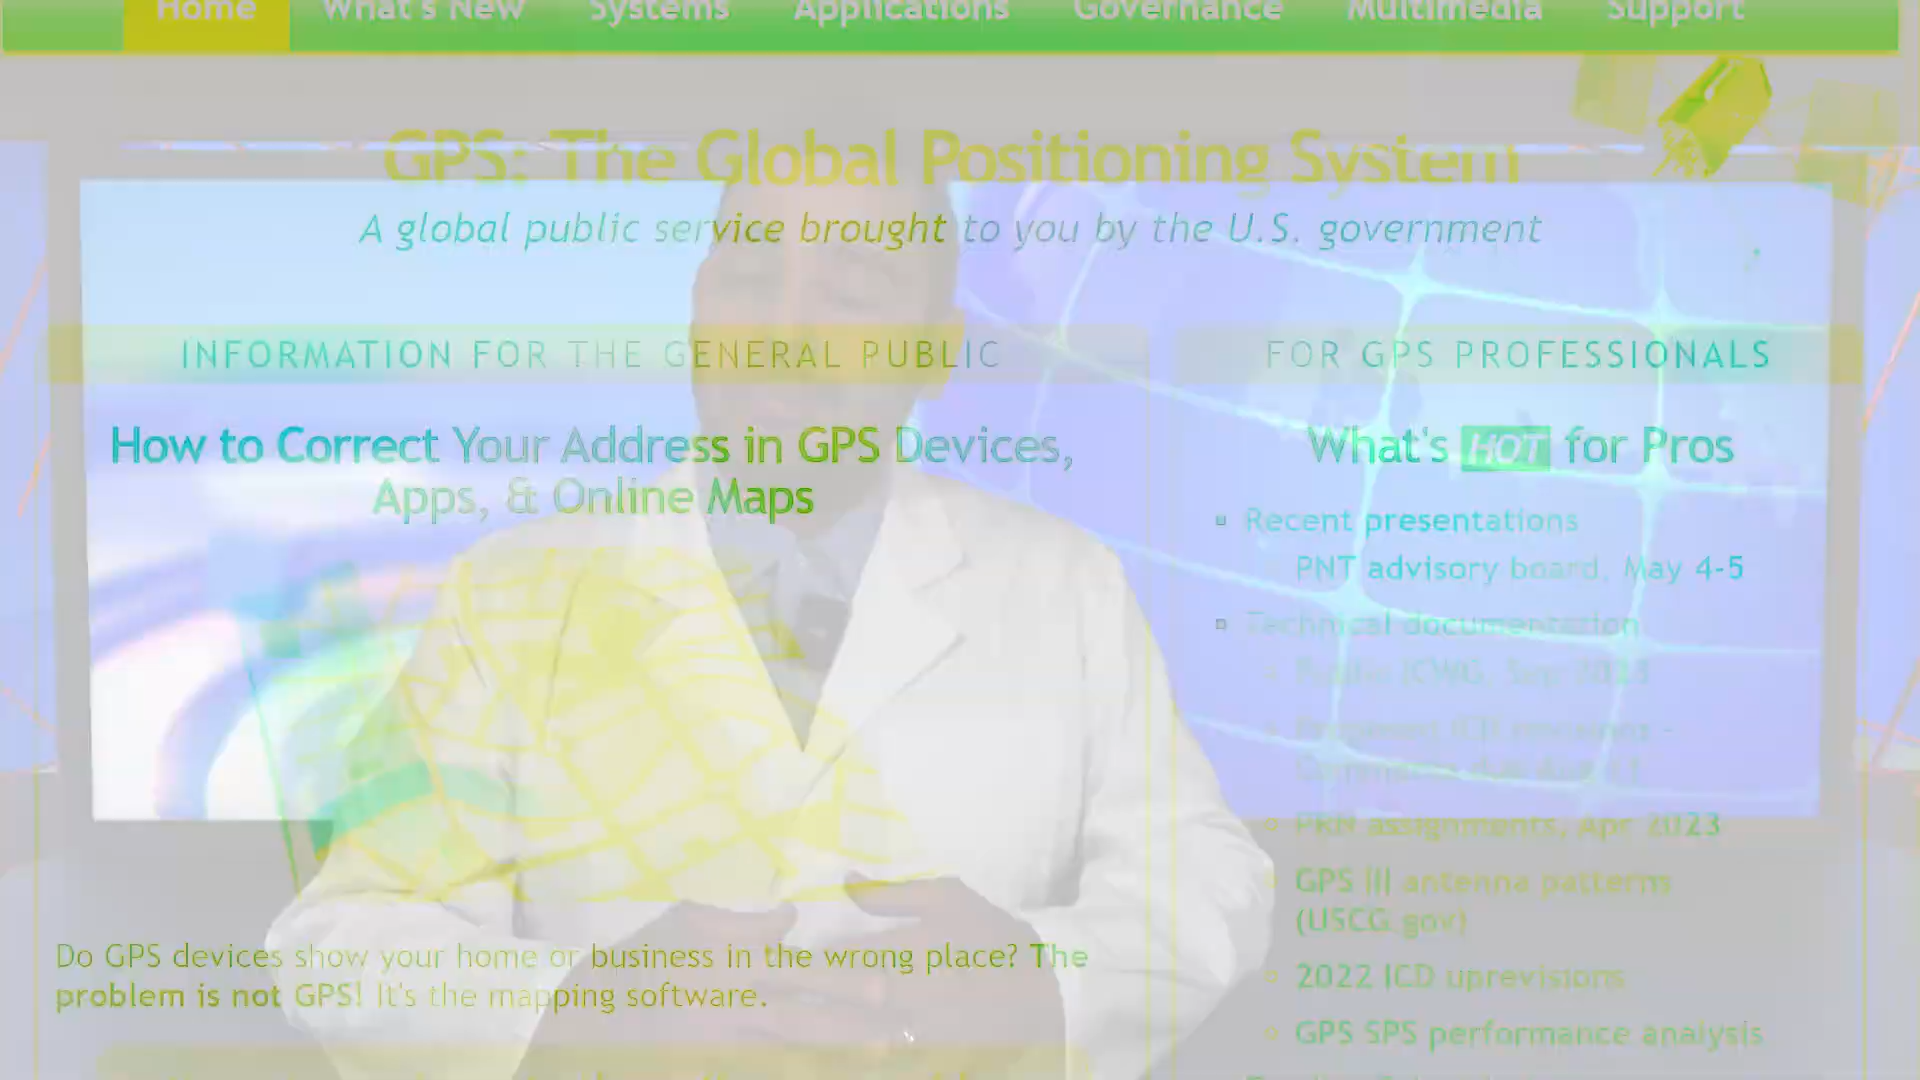 Home What's New Systems Applications Governance Multimedia Support
GPS: The Global Positioning System
A global public service brought to you by the U.S. government
INFORMATION FOR THE GENERAL PUBLIC
How to Correct Your Address in GPS Devices,
Apps, & Online Maps
Do GPS devices show your home or business in the wrong place? The
problem is not GPS! It's the mapping software.
FOR GPS PROFESSIONALS
What's HOT for Pros
Recent presentations
PNT advisory board, May 4-5
Technical documentation
Public ICWG, Sep 2023
PRN assignments, Apr 2023
GPS III antenna patterns
(USCG.gov)
2022 ICD uprevisions
GPS SPS performance analysis